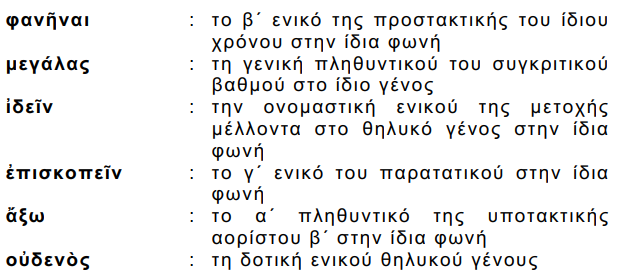 φανῆναι : το β΄ ενικό της προστακτικής του ίδιου
χρόνου στην ίδια φωνή
μεγάλας : τη γενική πληθυντικού του συγκριτικού
βαθμού στο ίδιο γένος
ἰδεῖν : την ονομαστική ενικού της μετοχής
μέλλοντα στο θηλυκό γένος στην ίδια
φωνή
ἐπισκοπεῖν : το γ΄ ενικό του παρατατικού στην ίδια
φωνή
ἄξω : το α΄ πληθυντικό της υποτακτικής
αορίστου β΄ στην ίδια φωνή
οὐδενὸς : τη δοτική ενικού θηλυκού γένους